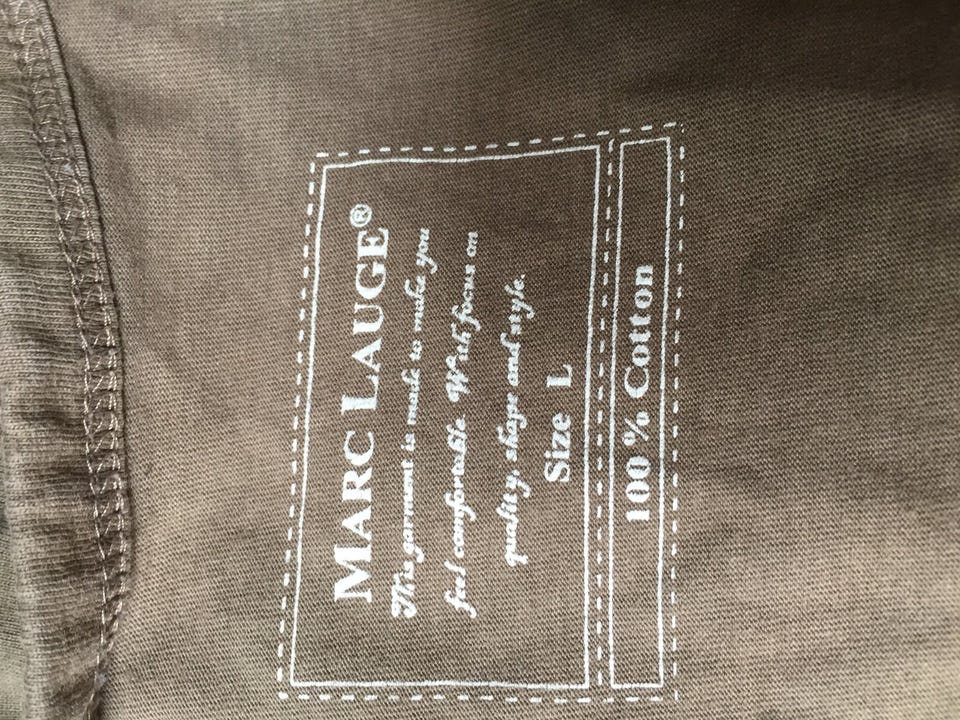 MARC LAUGE®
This garment is made to make you
feel comfortable. With focus on
quality, shape and style.
Size L
100 % Cotton